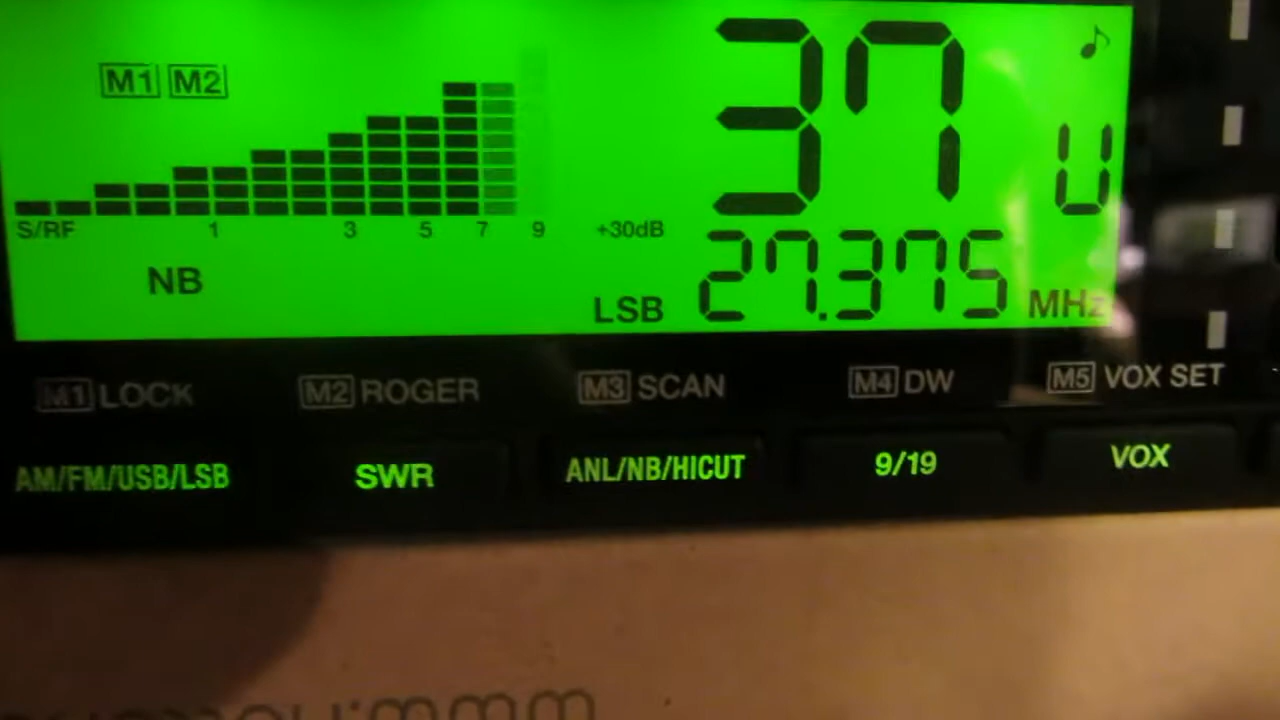 M1 M2
37
U
S/RF 1 3 5 7 9 +30dB
NB
LSB 27.375 MHz
M1 LOCK M2 ROGER M3 SCAN M4 DW M5 VOX SET
AM/FM/USB/LSB SWR ANL/NB/HICUT 9/19 VOX